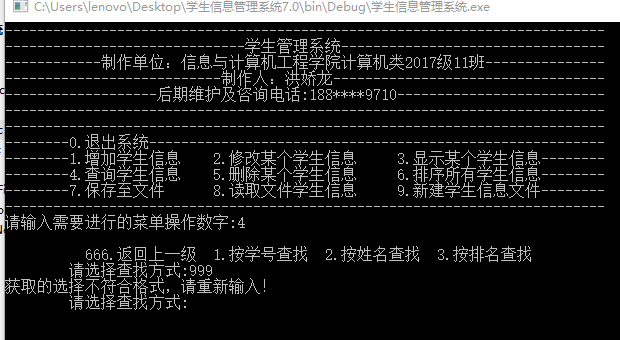 C:\Users\lenovo\Desktop\学生信息管理系统7.0\bin\Debug\学生信息管理系统.exe
------------------------------学生管理系统---------------------------------
------------制作单位：信息与计算机工程学院计算机类2017级11班---------------
---------------------------制作人：洪娇龙----------------------------------
-------------------后期维护及咨询电话:188****9710--------------------------
---------------------------------------------------------------------------
---------------------------------------------------------------------------
--------0.退出系统---------------------------------------------------------
--------1.增加学生信息    2.修改某个学生信息     3.显示某个学生信息--------
--------4.查询学生信息    5.删除某个学生信息     6.排序所有学生信息--------
--------7.保存至文件      8.读取文件学生信息     9.新建学生信息文件--------
---------------------------------------------------------------------------
请输入需要进行的菜单操作数字:4
666.返回上一级  1.按学号查找  2.按姓名查找  3.按排名查找
请选择查找方式:999
获取的选择不符合格式，请重新输入!
请选择查找方式: